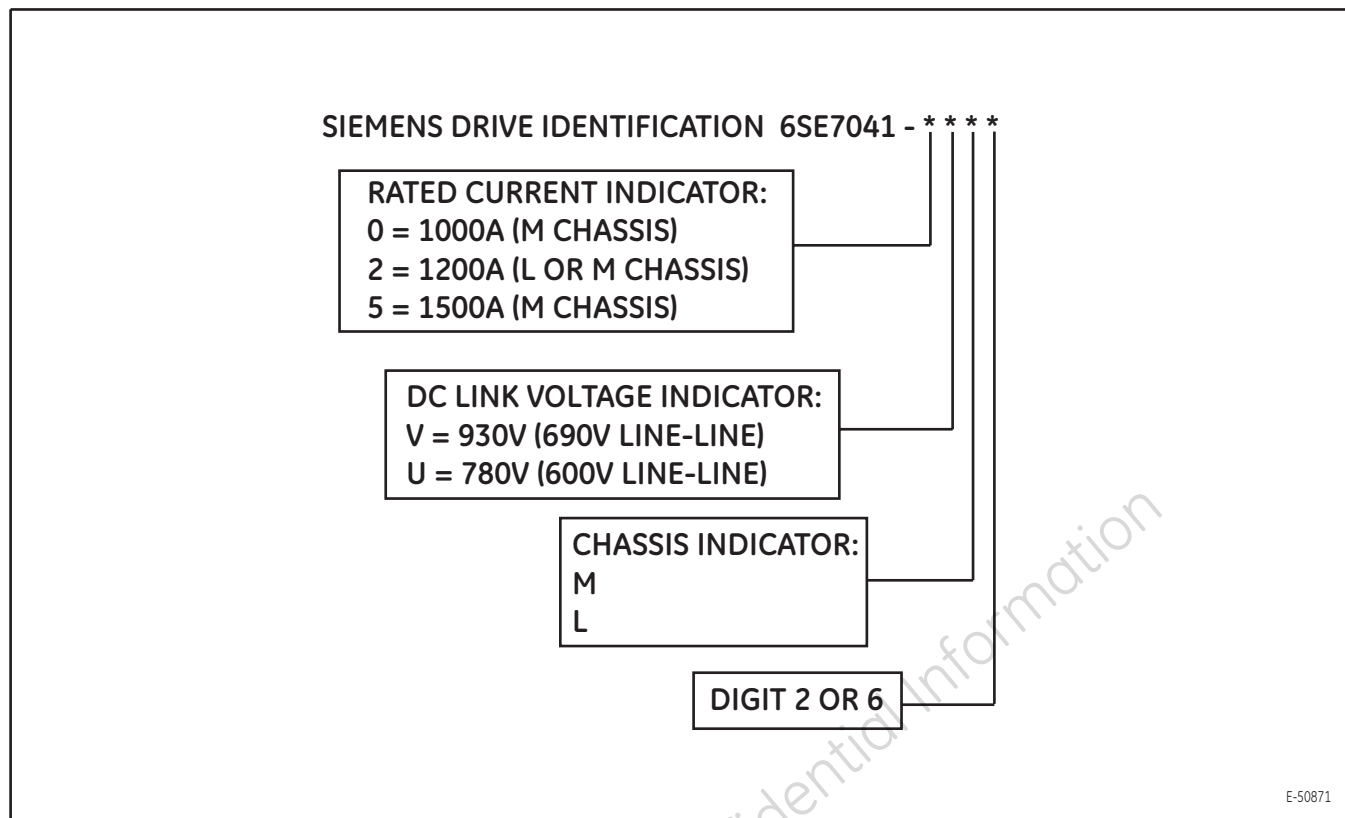 SIEMENS DRIVE IDENTIFICATION 6SE7041 - * * * *
RATED CURRENT INDICATOR:
0 = 1000A (M CHASSIS)
2 = 1200A (L OR M CHASSIS)
5 = 1500A (M CHASSIS)
DC LINK VOLTAGE INDICATOR:
V = 930V (690V LINE-LINE)
U = 780V (600V LINE-LINE)
CHASSIS INDICATOR:
M
L
DIGIT 2 OR 6
Information
E-50871